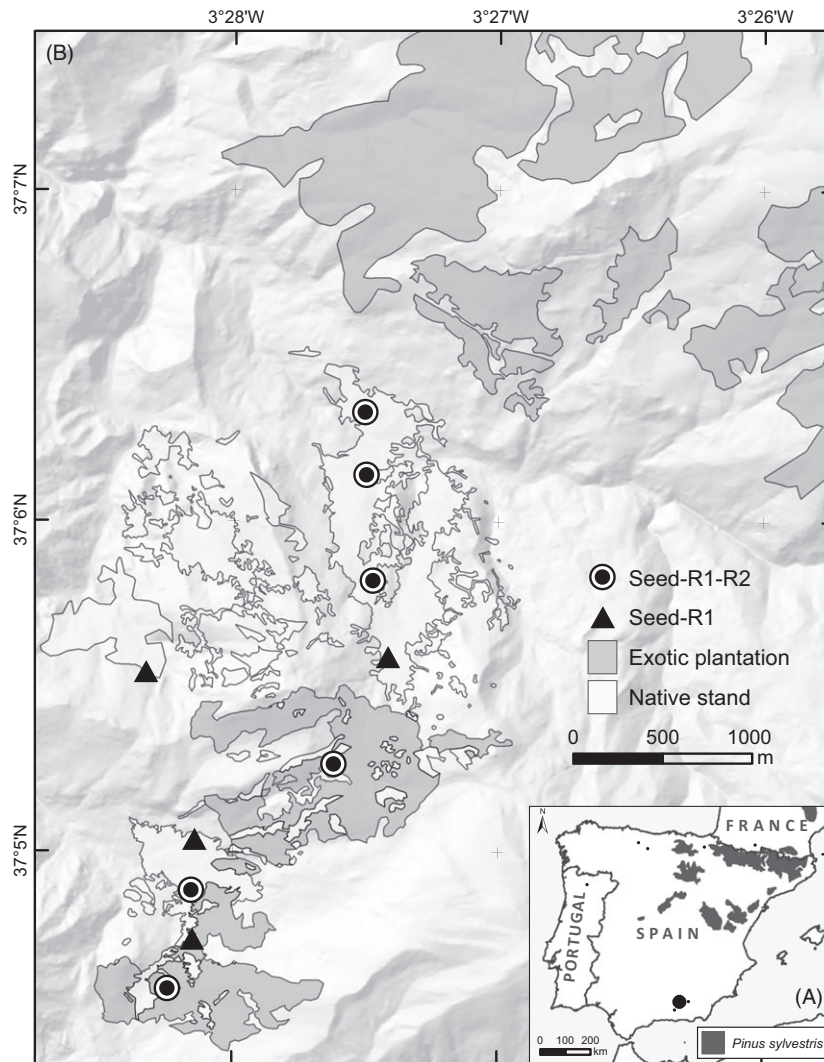 3°28'W
3°27'W
3°26'W
(B)
37°7'N
37°6'N
37°5'N
Seed-R1-R2
Seed-R1
Exotic plantation
Native stand
0 500 1000
m
N
FRANCE
PORTUGAL
SPAIN
(A)
0 100 200
km
Pinus sylvestris